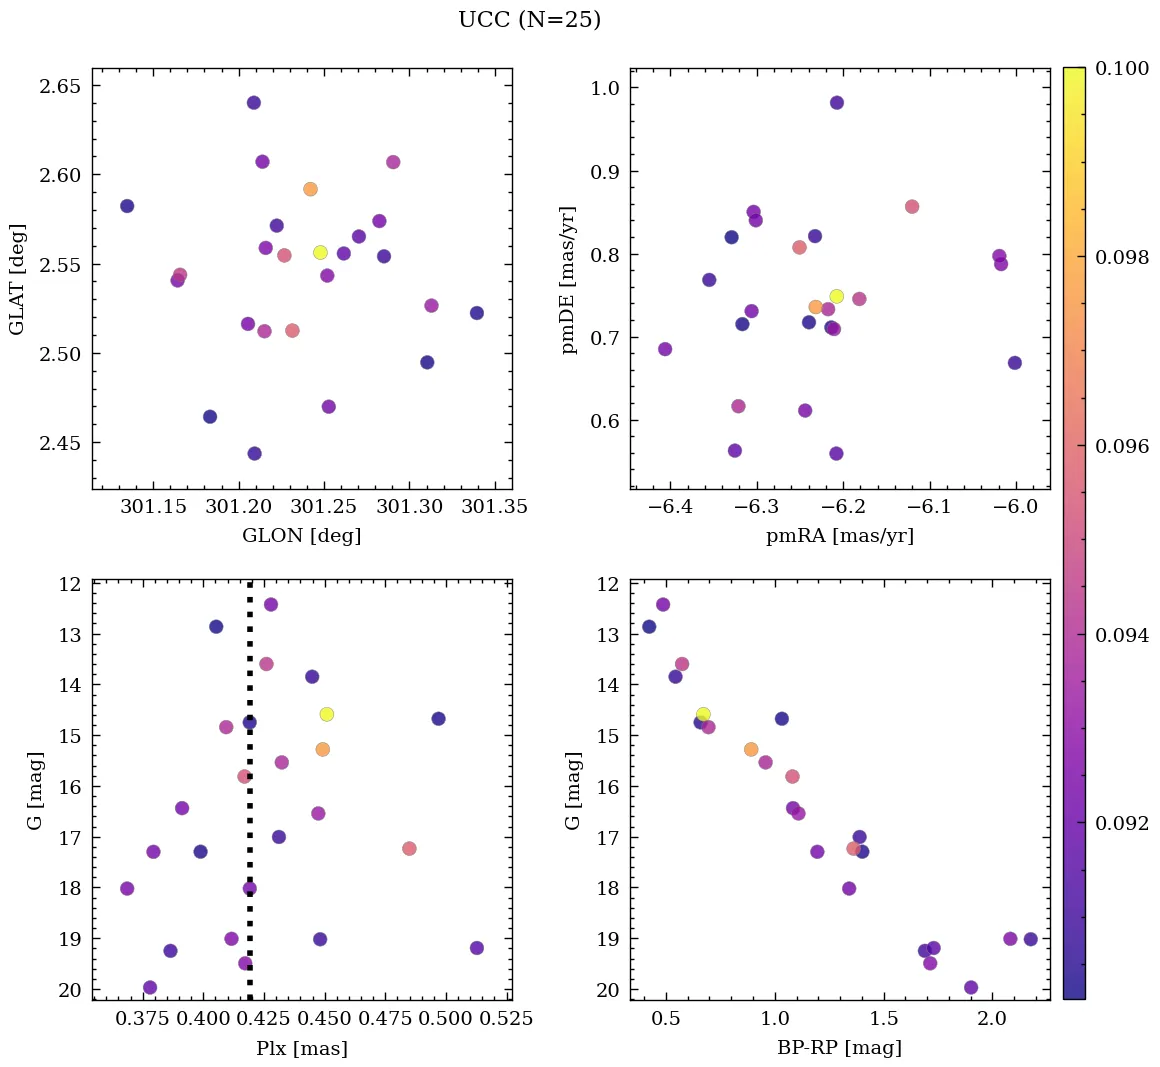 UCC (N=25)
2.65
2.60
2.55
2.50
2.45
GLAT [deg]
301.15 301.20 301.25 301.30 301.35
GLON [deg]
1.0
0.9
0.8
0.7
0.6
pmDE [mas/yr]
−6.4 −6.3 −6.2 −6.1 −6.0
pmRA [mas/yr]
12
13
14
15
16
17
18
19
20
G [mag]
0.375 0.400 0.425 0.450 0.475 0.500 0.525
Plx [mas]
12
13
14
15
16
17
18
19
20
G [mag]
0.5 1.0 1.5 2.0
BP-RP [mag]
0.100
0.098
0.096
0.094
0.092